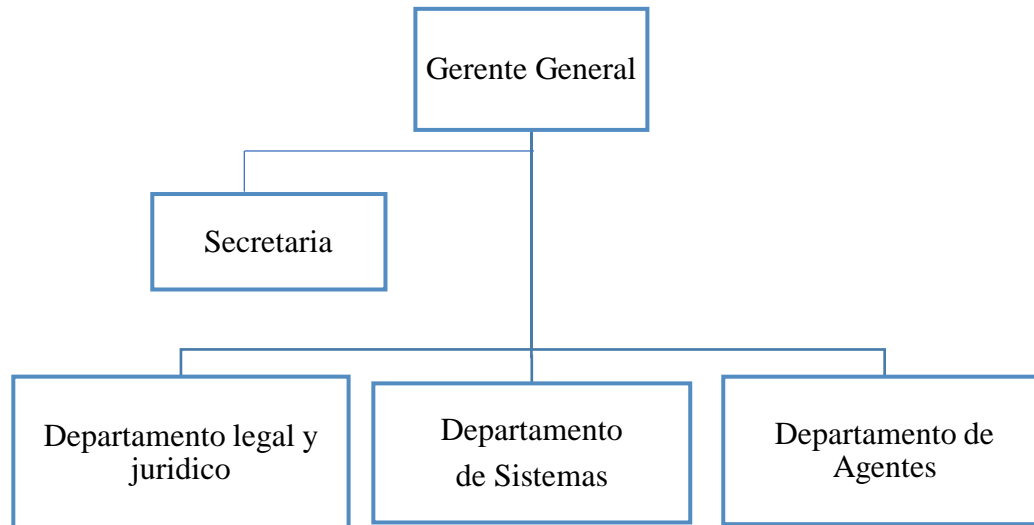 Gerente General
Secretaria
Departamento legal y
juridico
Departamento
de Sistemas
Departamento de
Agentes